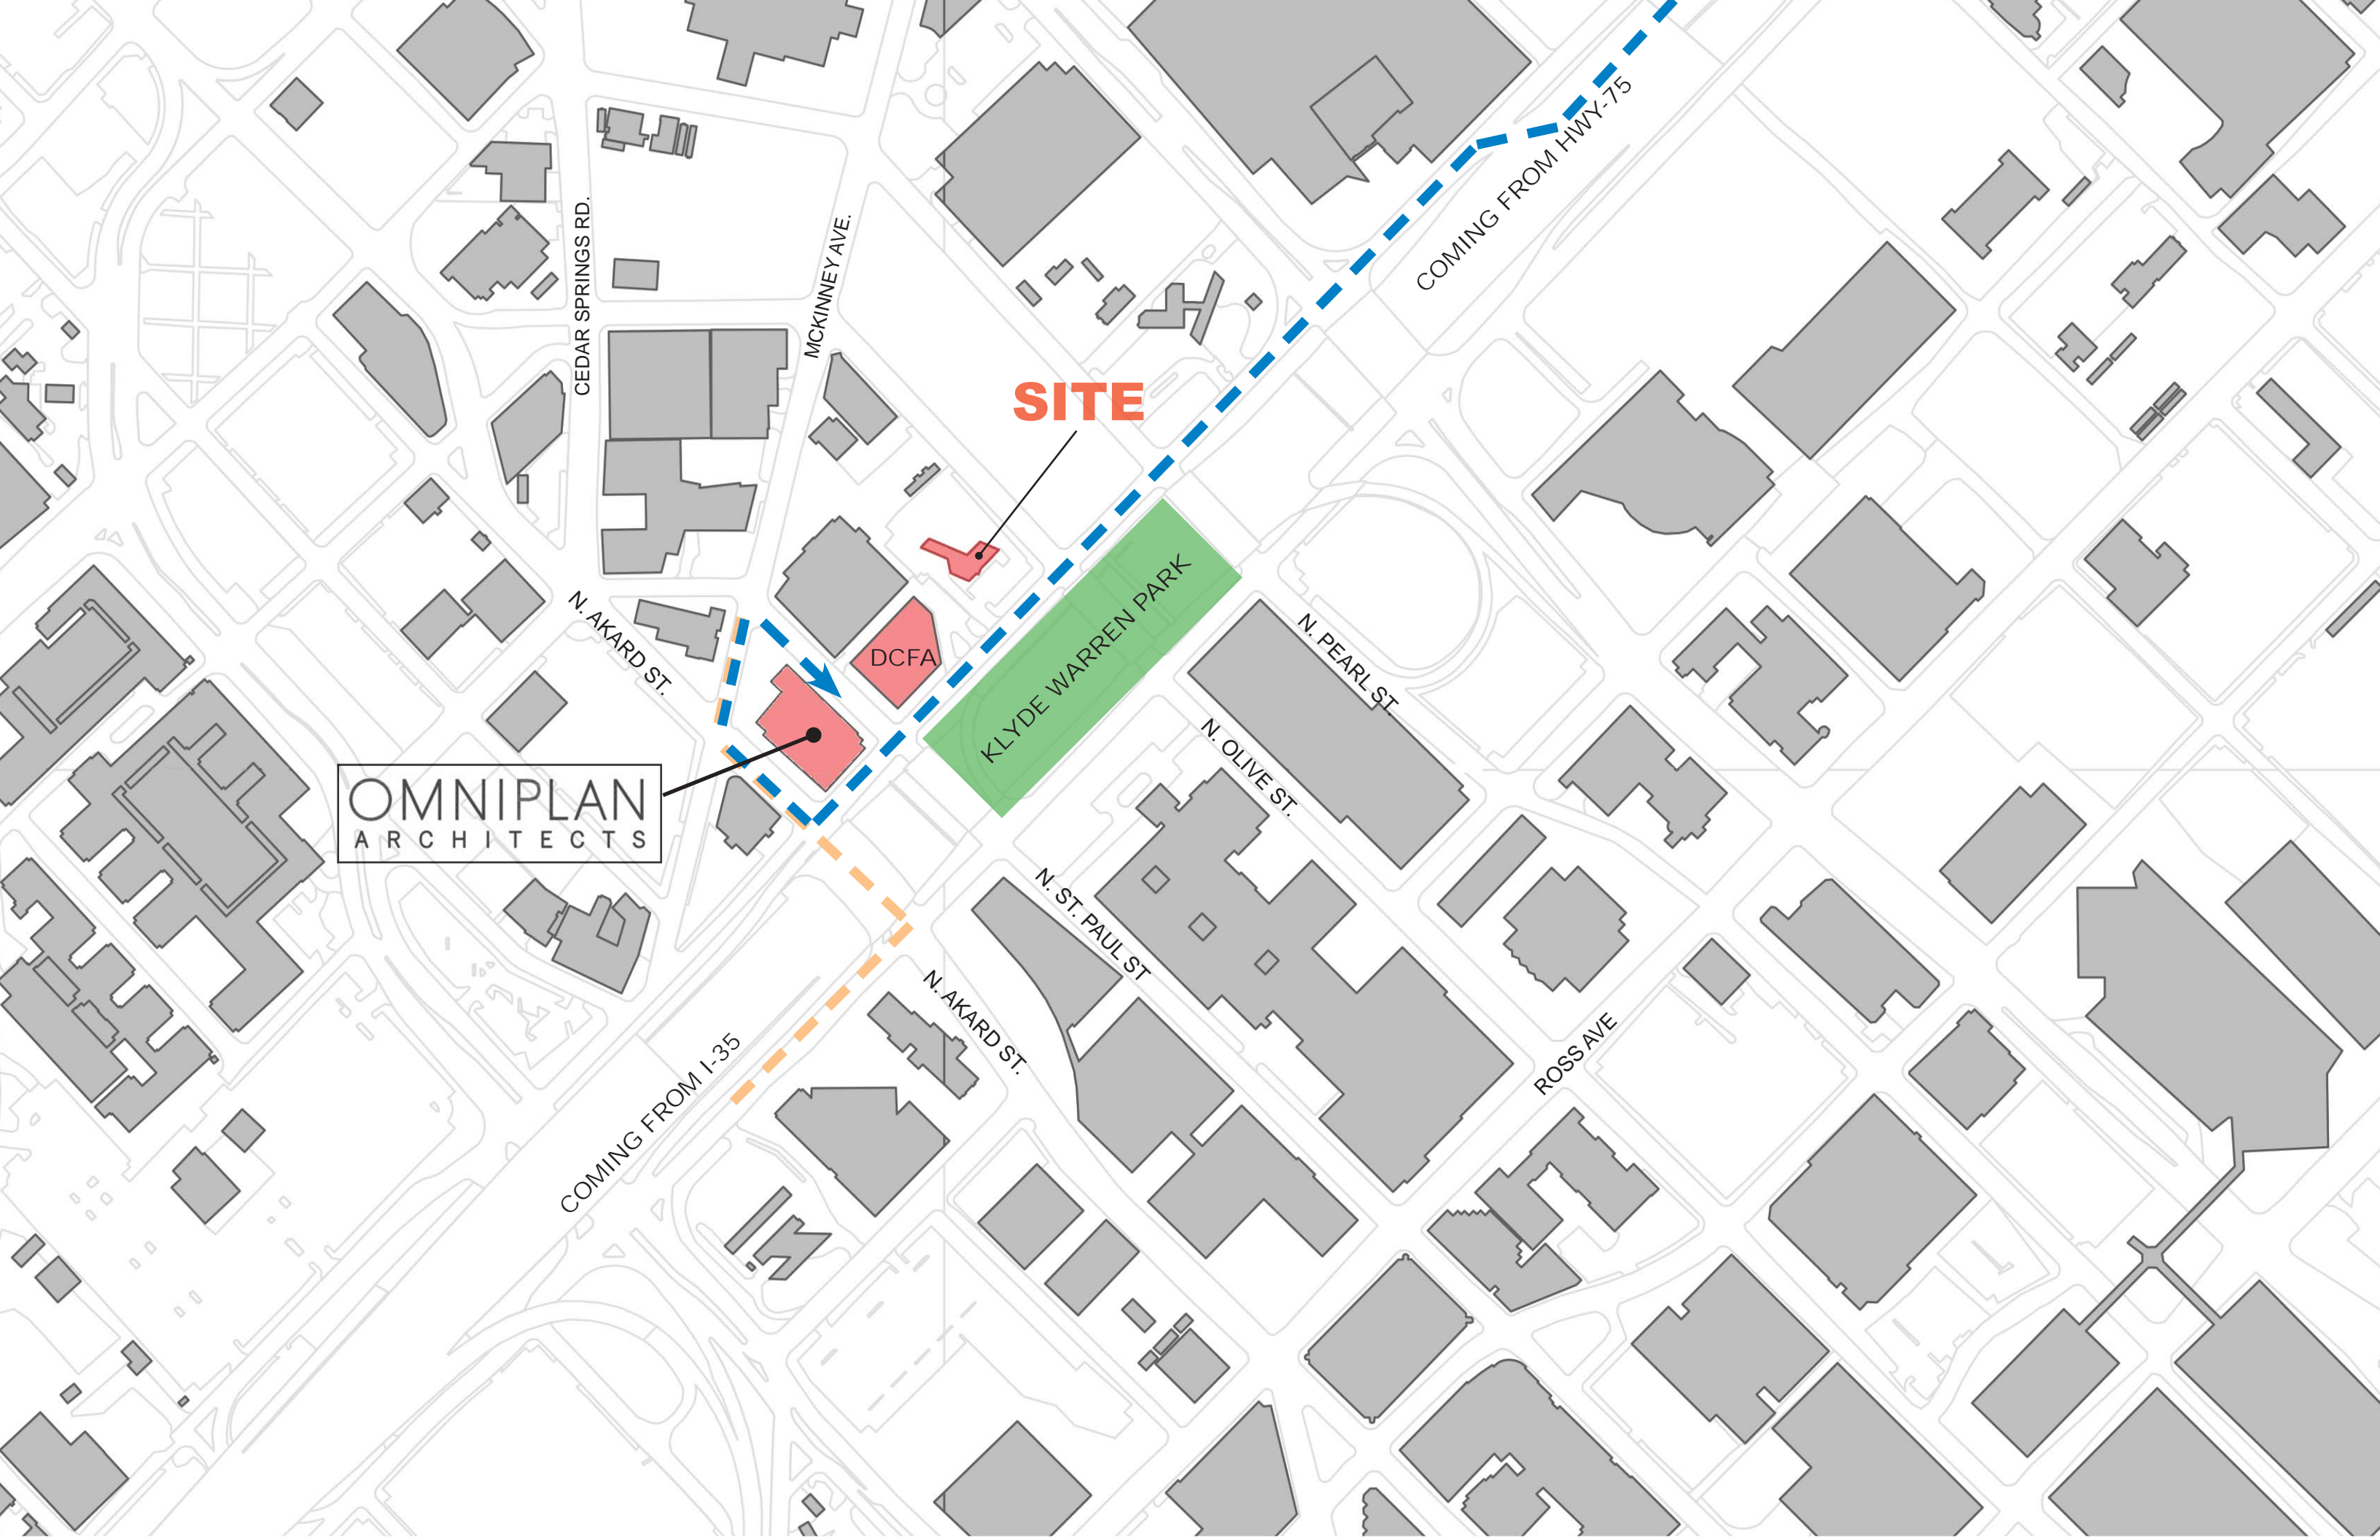 COMING FROM HWY-75
CEDAR SPRINGS RD.
MCKINNEY AVE.
SITE
N. AKARD ST.
DCFA
KLYDE WARREN PARK
N. PEARL ST.
N. OLIVE ST.
OMNIPLAN
ARCHITECTS
N. ST. PAUL ST
N. AKARD ST.
ROSS AVE
COMING FROM I-35